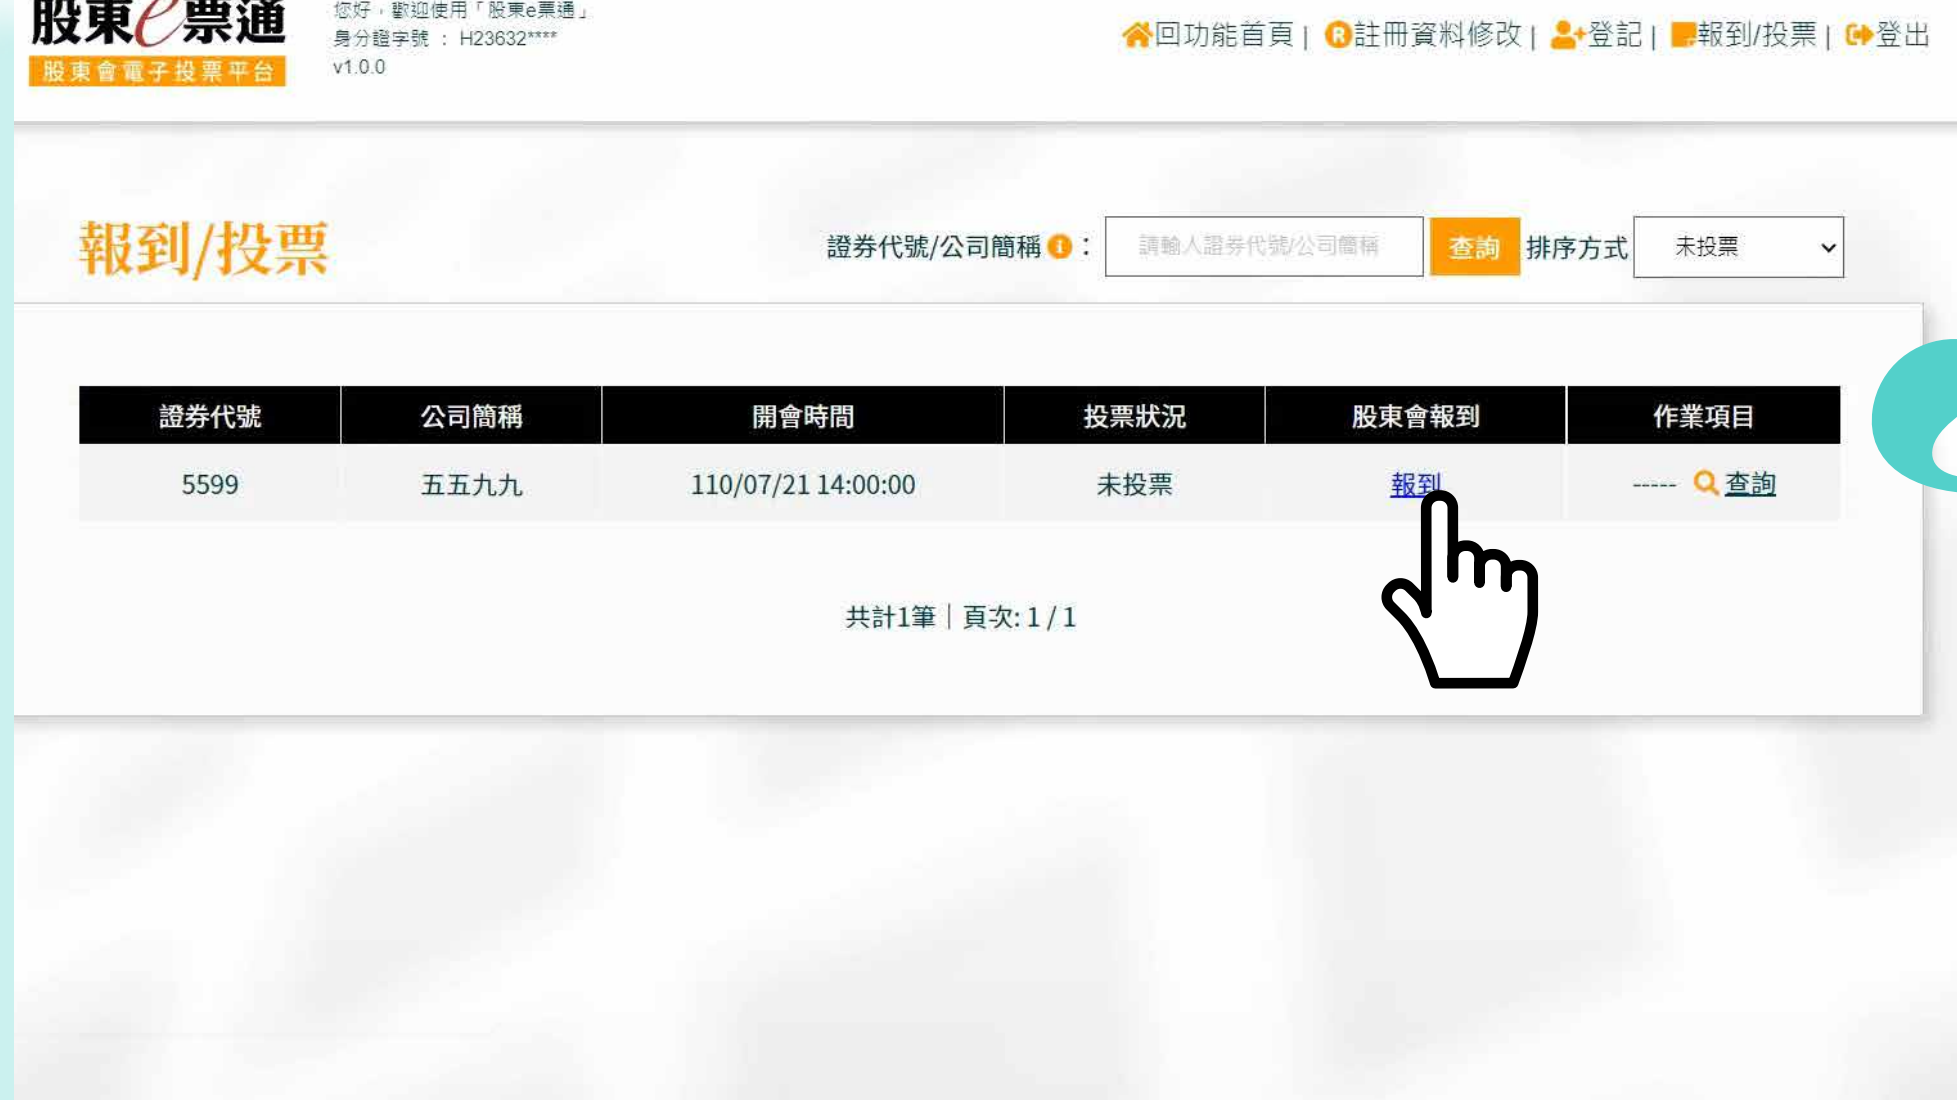 股東e票通
股東會電子投票平台
您好，歡迎使用「股東e票通」
身分證字號 ： H23632****
v1.0.0
回功能首頁 | 註冊資料修改 | 登記 | 報到/投票 | 登出
報到/投票
證券代號/公司簡稱 ： 請輸入證券代號/公司簡稱 查詢 排序方式 未投票
證券代號 公司簡稱 開會時間 投票狀況 股東會報到 作業項目
5599 五五九九 110/07/21 14:00:00 未投票 報到 ----- 查詢
共計1筆｜頁次: 1 / 1